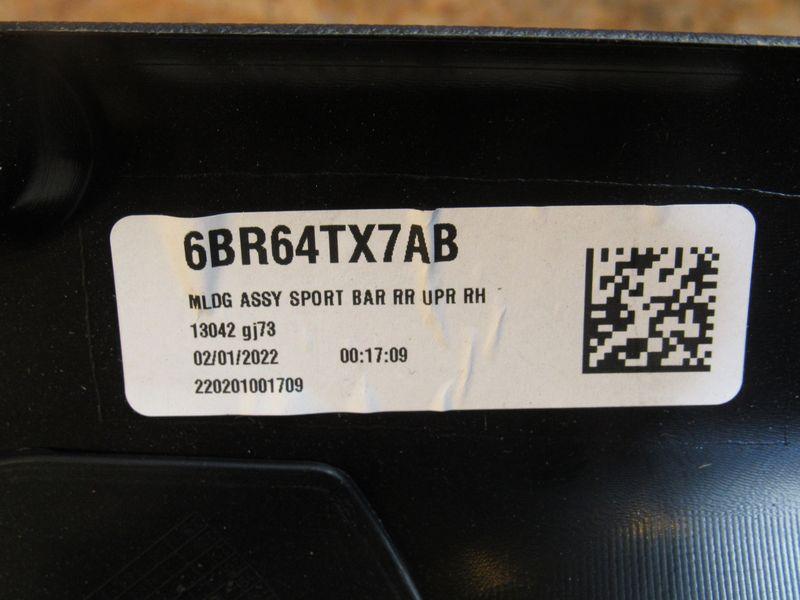 6BR64TX7AB
MLDG ASSY SPORT BAR RR UPR RH
13042 gj73
02/01/2022 00:17:09
220201001709